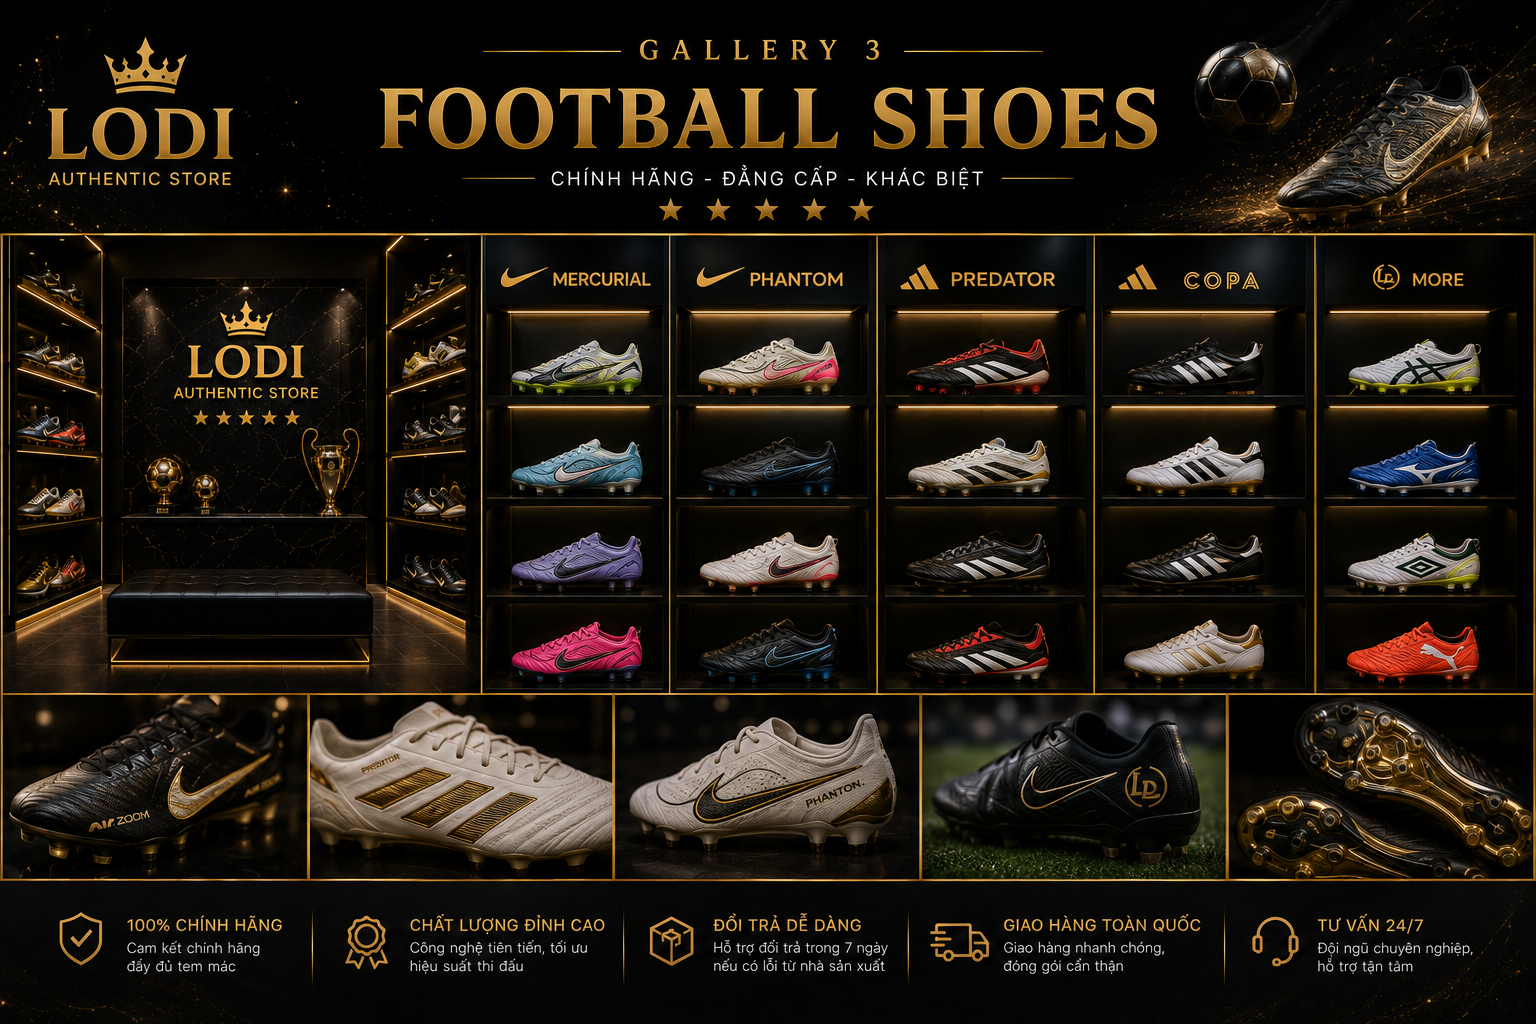 GALLERY 3
LODI
AUTHENTIC STORE
FOOTBALL SHOES
CHÍNH HÃNG - ĐẲNG CẤP - KHÁC BIỆT
LODI
AUTHENTIC STORE
MERCURIAL
PHANTOM
PREDATOR
COPA
MORE
AIR ZOOM
PREDATOR
PHANTOM
100% CHÍNH HÃNG
Cam kết chính hãng
đầy đủ tem mác
CHẤT LƯỢNG ĐỈNH CAO
Công nghệ tiên tiến, tối ưu
hiệu suất thi đấu
ĐỔI TRẢ DỄ DÀNG
Hỗ trợ đổi trả trong 7 ngày
nếu có lỗi từ nhà sản xuất
GIAO HÀNG TOÀN QUỐC
Giao hàng nhanh chóng,
đóng gói cẩn thận
TƯ VẤN 24/7
Đội ngũ chuyên nghiệp,
hỗ trợ tận tâm